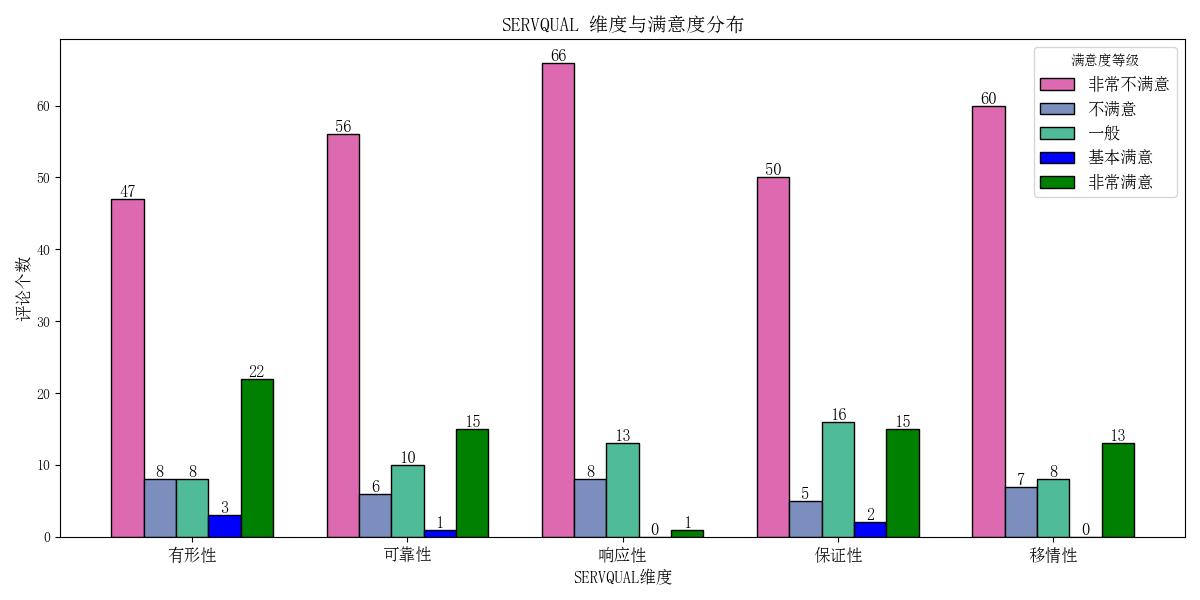 SERVQUAL 维度与满意度分布
满意度等级
非常不满意
不满意
一般
基本满意
非常满意
评论个数
60
50
40
30
20
10
0
47
8
8
3
22
56
6
10
1
15
66
8
13
0
1
50
5
16
2
15
60
7
8
0
13
有形性
可靠性
响应性
保证性
移情性
SERVQUAL维度